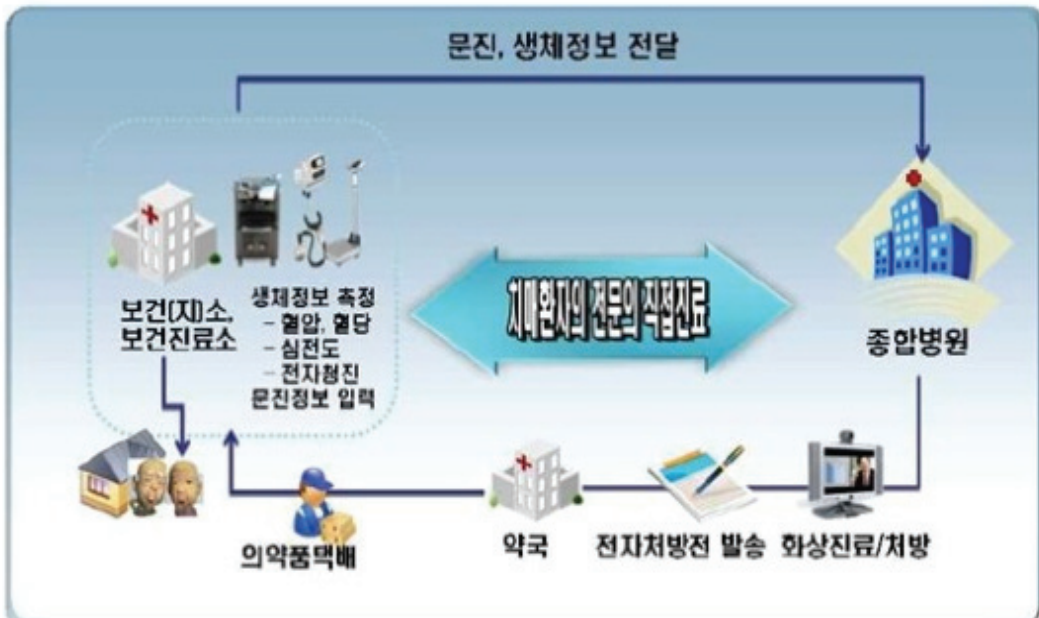 문진, 생체정보 전달
보건(지)소,
보건진료소
생체정보 측정
- 혈압, 혈당
- 심전도
- 전자청진
문진정보 입력
치매환자의 전문의 직접진료
종합병원
의약품택배
약국
전자처방전 발송
화상진료/처방